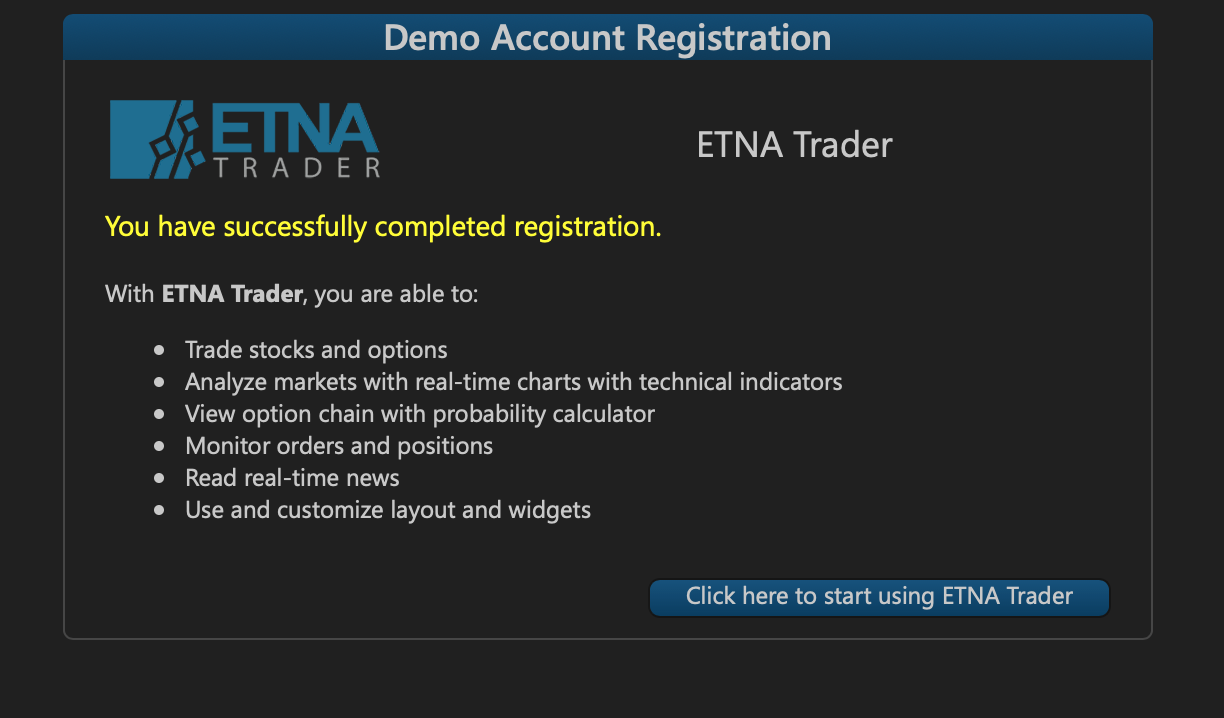 Demo Account Registration
ETNA
TRADER
ETNA Trader
You have successfully completed registration.
With ETNA Trader, you are able to:
Trade stocks and options
Analyze markets with real-time charts with technical indicators
View option chain with probability calculator
Monitor orders and positions
Read real-time news
Use and customize layout and widgets
Click here to start using ETNA Trader